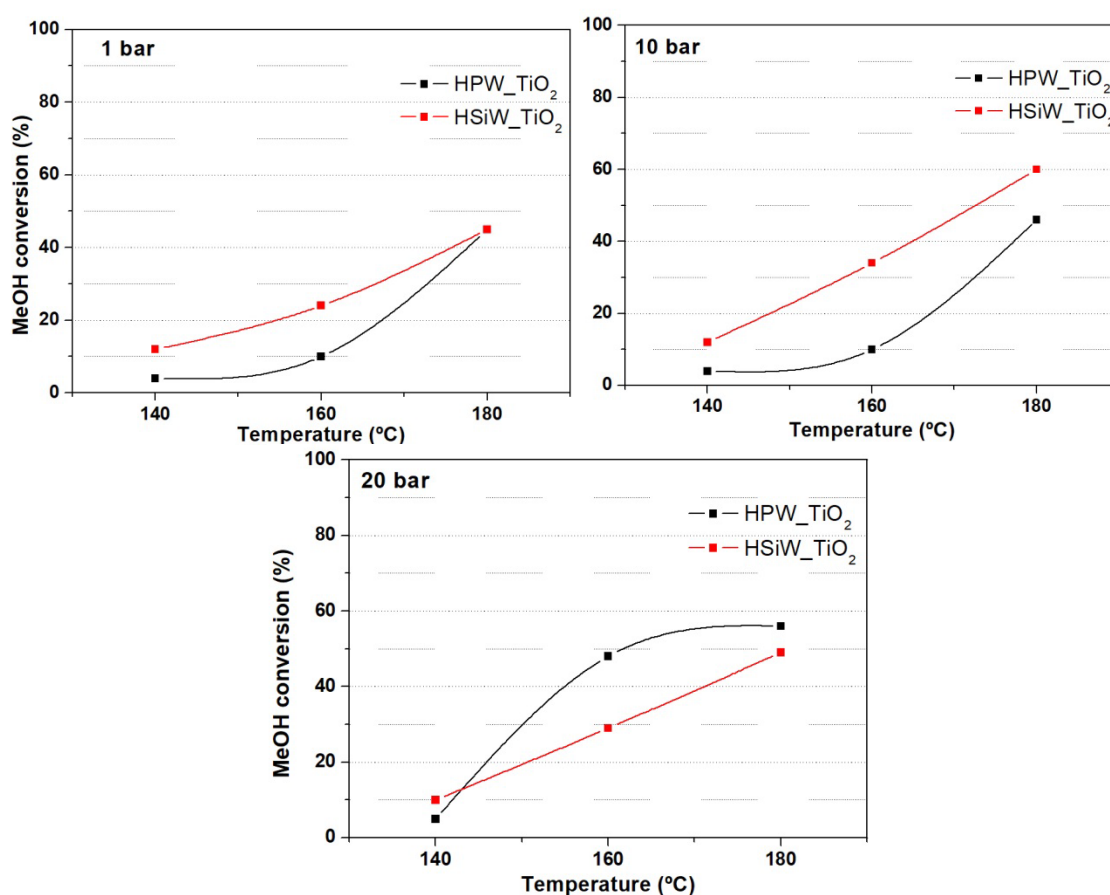 1 bar
HPW_TiO₂
HSiW_TiO₂
MeOH conversion (%)
100
80
60
40
20
0
140 160 180
Temperature (ºC)
10 bar
HPW_TiO₂
HSiW_TiO₂
100
80
60
40
20
0
140 160 180
Temperature (ºC)
20 bar
HPW_TiO₂
HSiW_TiO₂
MeOH conversion (%)
100
80
60
40
20
0
140 160 180
Temperature (ºC)